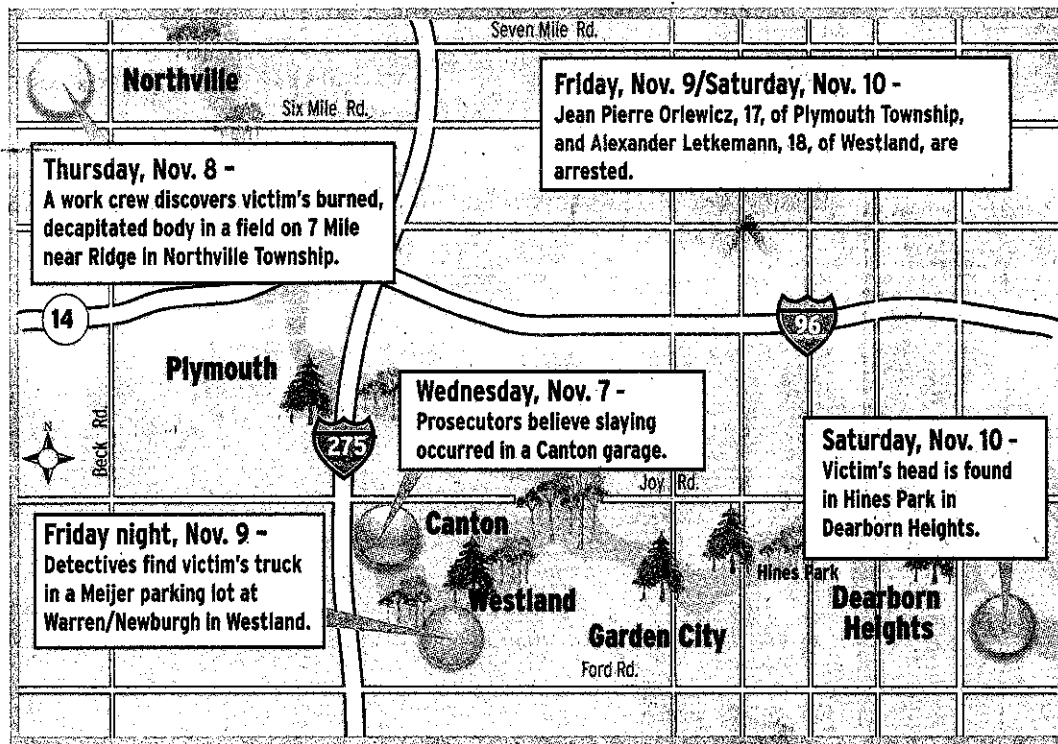 Seven Mile Rd.
Northville
Six Mile Rd.
Friday, Nov. 9/Saturday, Nov. 10 -
Jean Pierre Orlewicz, 17, of Plymouth Township,
and Alexander Letkemann, 18, of Westland, are
arrested.
Thursday, Nov. 8 -
A work crew discovers victim's burned,
decapitated body in a field on 7 Mile
near Ridge in Northville Township.
14
96
Plymouth
Beck Rd.
N
275
Wednesday, Nov. 7 -
Prosecutors believe slaying
occurred in a Canton garage.
Saturday, Nov. 10 -
Victim's head is found
in Hines Park in
Dearborn Heights.
Joy Rd.
Friday night, Nov. 9 -
Detectives find victim's truck
in a Meijer parking lot at
Warren/Newburgh in Westland.
Canton
Westland
Hines Park
Garden City
Dearborn
Heights
Ford Rd.